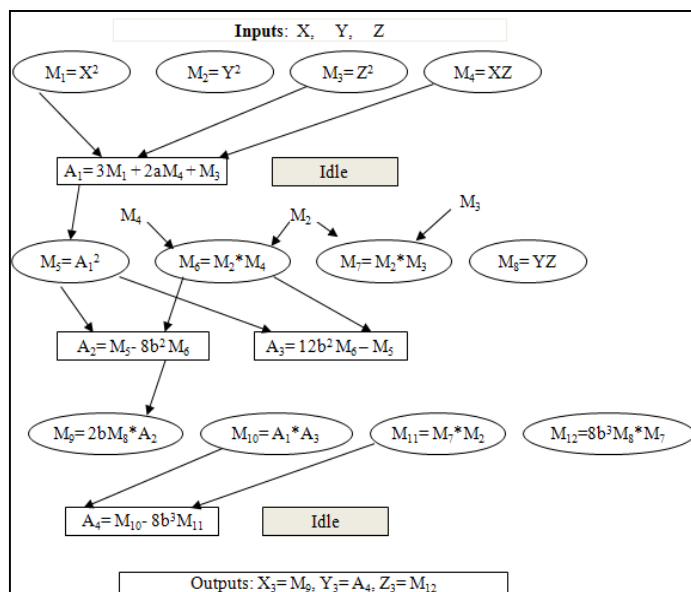 Inputs: X, Y, Z
M₁= X² M₂= Y² M₃= Z² M₄= XZ
A₁= 3M₁ + 2aM₄ + M₃ Idle
M₄ M₂ M₃
M₅= A₁² M₆= M₂*M₄ M₇= M₂*M₃ M₈= YZ
A₂= M₅- 8b² M₆ A₃= 12b² M₆ – M₅
M₉= 2bM₈*A₂ M₁₀= A₁*A₃ M₁₁= M₇*M₂ M₁₂=8b³M₈*M₇
A₄= M₁₀- 8b³M₁₁ Idle
Outputs: X₃= M₉, Y₃= A₄, Z₃= M₁₂